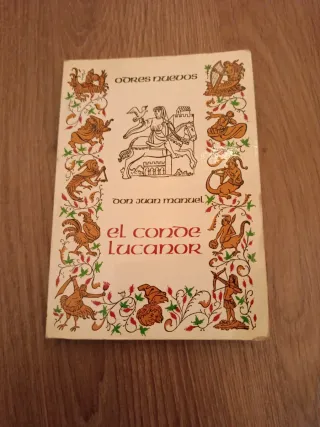 odres nuevos
don juan manuel
el conde
lucanor